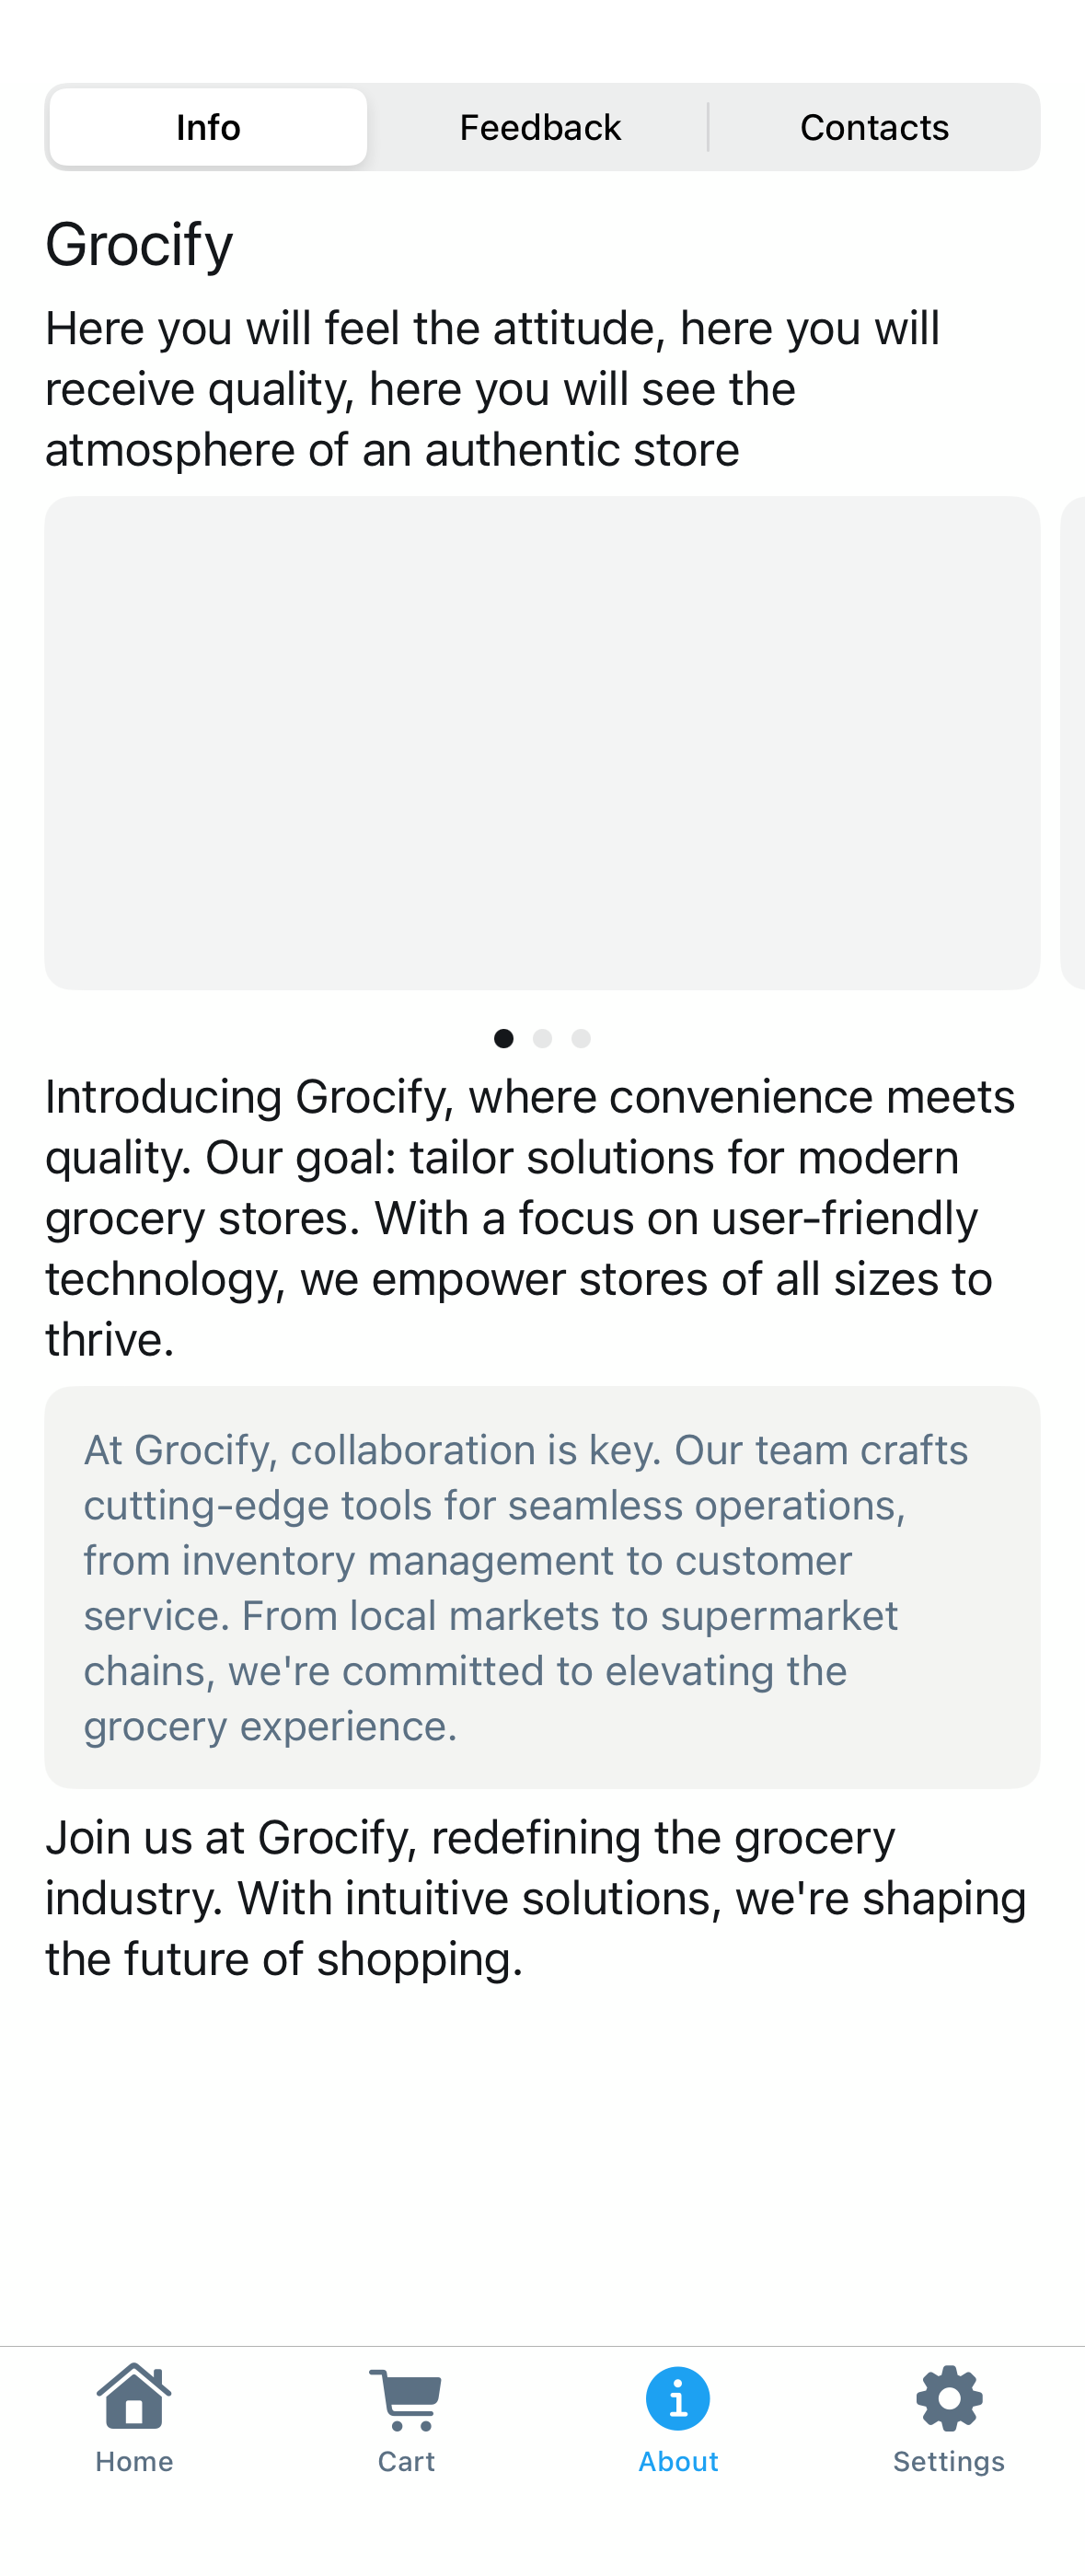 Info
Feedback
Contacts
Grocify
Here you will feel the attitude, here you will
receive quality, here you will see the
atmosphere of an authentic store
Introducing Grocify, where convenience meets
quality. Our goal: tailor solutions for modern
grocery stores. With a focus on user-friendly
technology, we empower stores of all sizes to
thrive.
At Grocify, collaboration is key. Our team crafts
cutting-edge tools for seamless operations,
from inventory management to customer
service. From local markets to supermarket
chains, we're committed to elevating the
grocery experience.
Join us at Grocify, redefining the grocery
industry. With intuitive solutions, we're shaping
the future of shopping.
Home
Cart
About
Settings